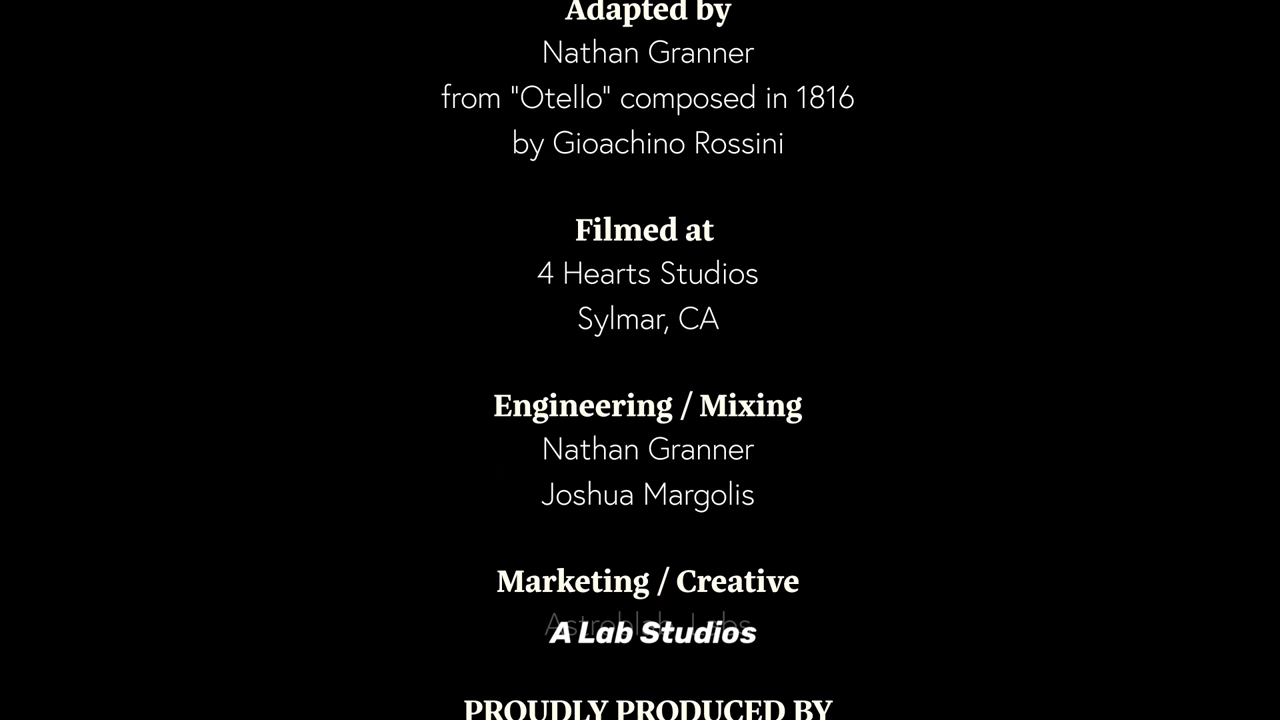 Adapted by
Nathan Granner
from "Otello" composed in 1816
by Gioachino Rossini
Filmed at
4 Hearts Studios
Sylmar, CA
Engineering / Mixing
Nathan Granner
Joshua Margolis
Marketing / Creative
A Lab Studios
PROUDLY PRODUCED BY